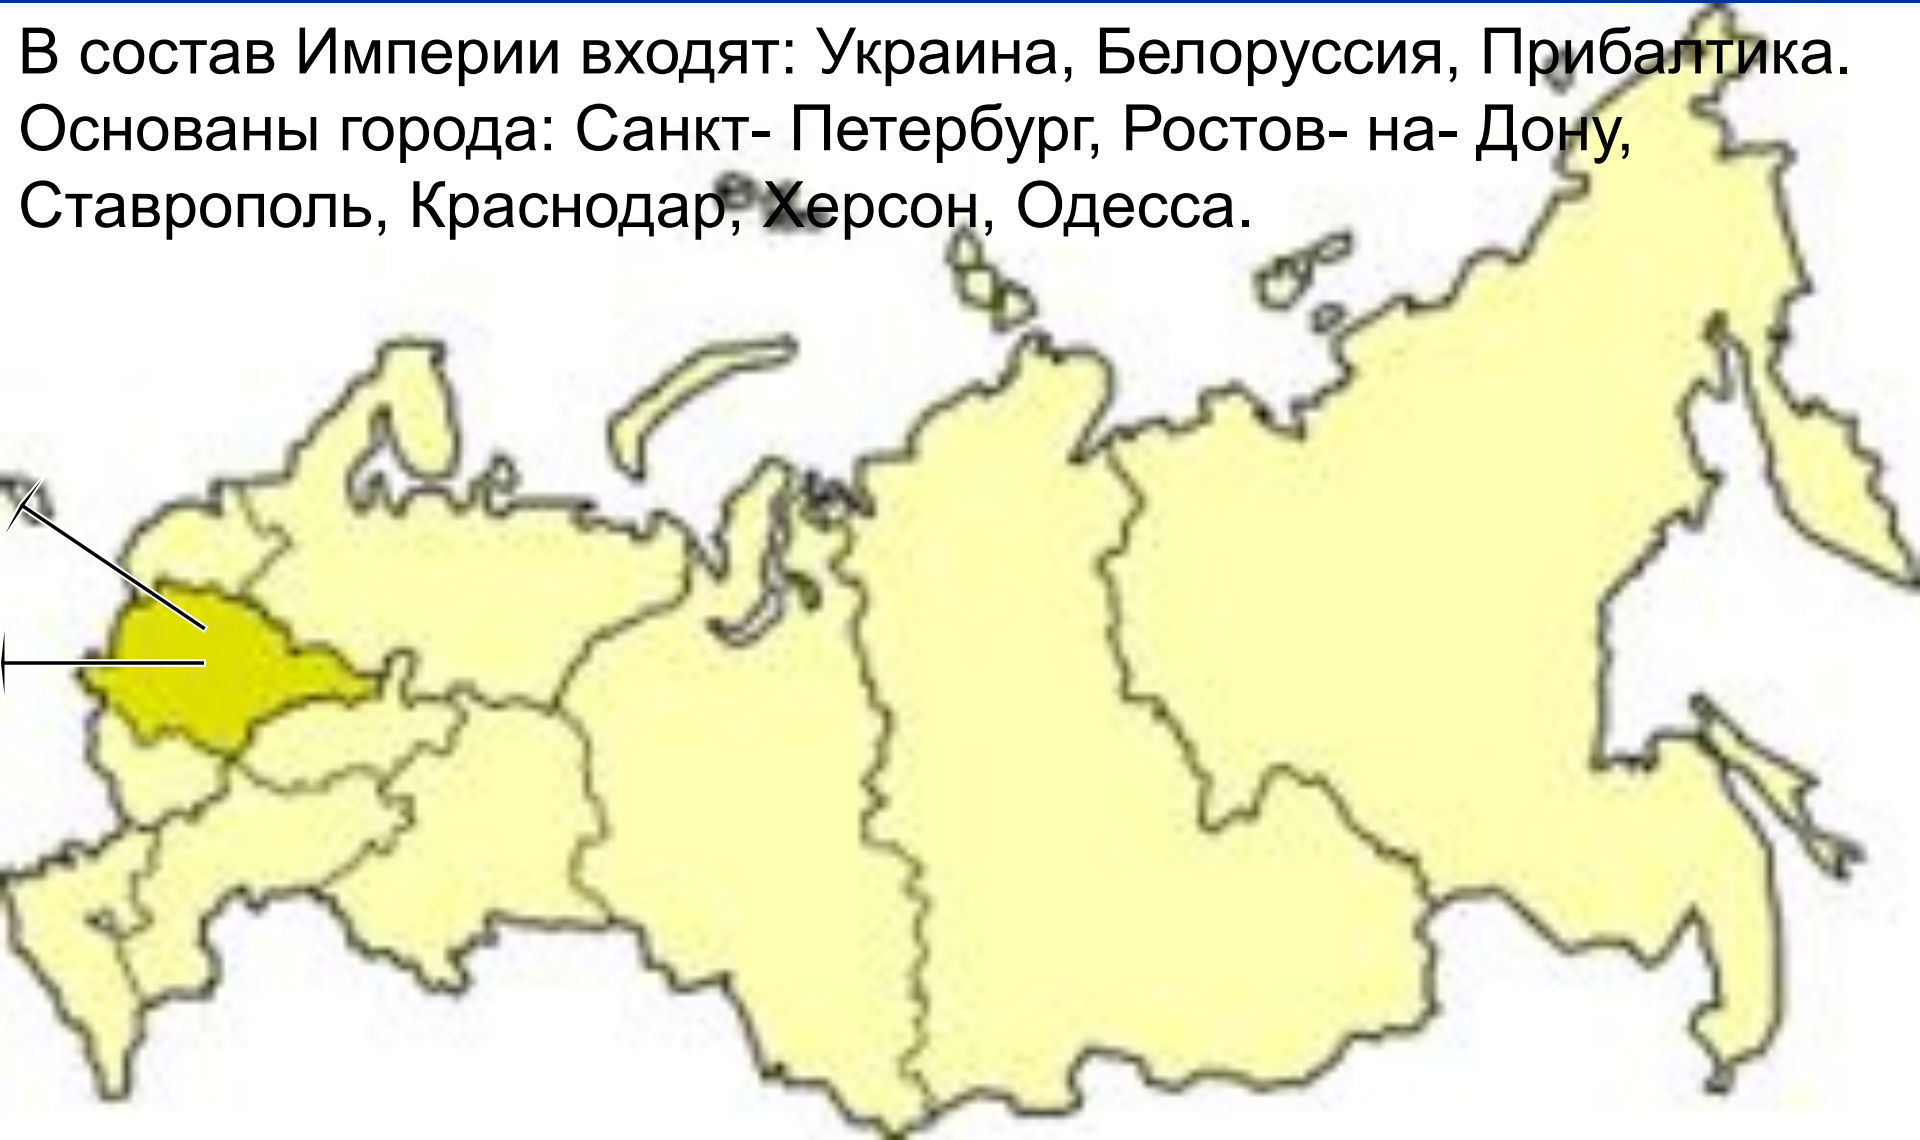 В состав Империи входят: Украина, Белоруссия, Прибалтика.
Основаны города: Санкт- Петербург, Ростов- на- Дону,
Ставрополь, Краснодар, Херсон, Одесса.